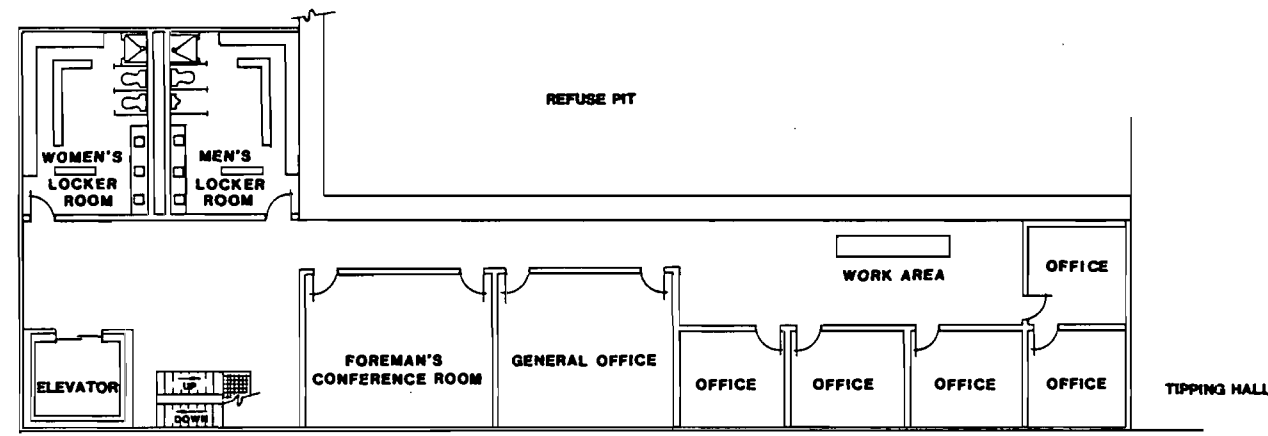 REFUSE PIT
WOMEN'S
LOCKER
ROOM
MEN'S
LOCKER
ROOM
WORK AREA
OFFICE
ELEVATOR
UP
DOWN
FOREMAN'S
CONFERENCE ROOM
GENERAL OFFICE
OFFICE
OFFICE
OFFICE
OFFICE
TIPPING HALL